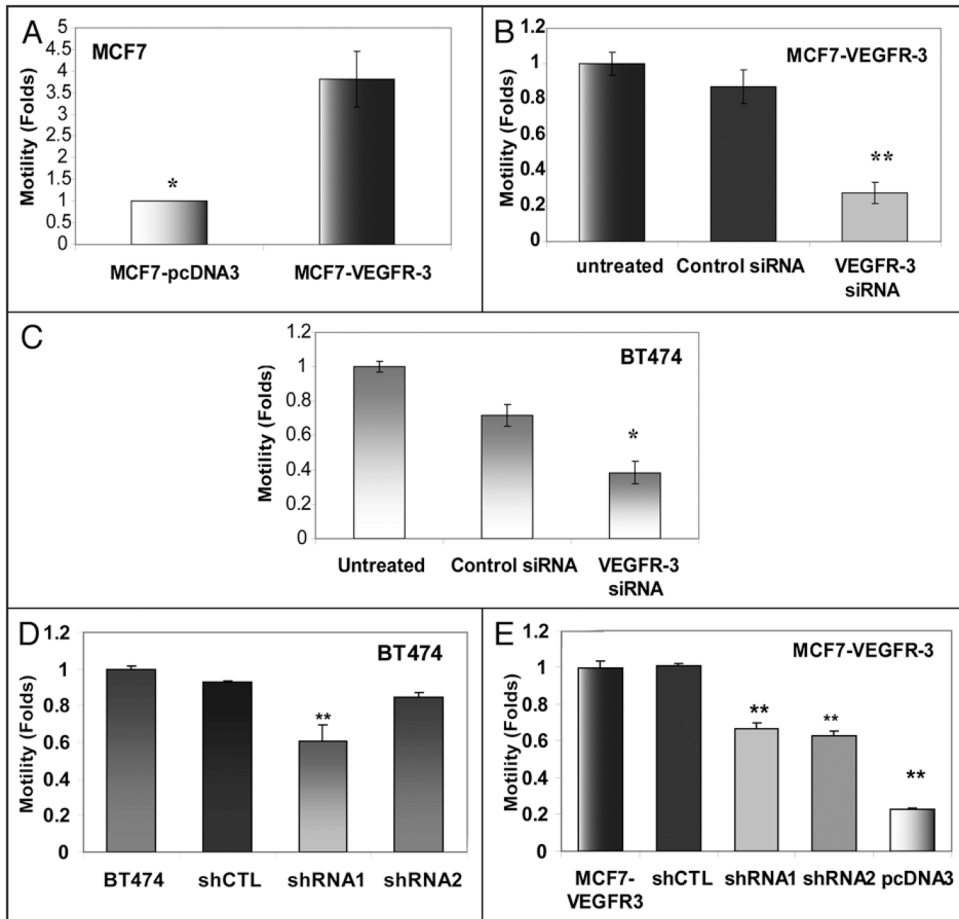 A
MCF7
Motility (Folds)
5
4.5
4
3.5
3
2.5
2
1.5
1
0.5
0
*
MCF7-pcDNA3
MCF7-VEGFR-3
B
MCF7-VEGFR-3
Motility (Folds)
1.2
1
0.8
0.6
0.4
0.2
0
**
untreated
Control siRNA
VEGFR-3
siRNA
C
BT474
Motility (Folds)
1.2
1
0.8
0.6
0.4
0.2
0
*
Untreated
Control siRNA
VEGFR-3
siRNA
D
BT474
Motility (Folds)
1.2
1
0.8
0.6
0.4
0.2
0
**
BT474
shCTL
shRNA1
shRNA2
E
MCF7-VEGFR-3
Motility (Folds)
1.2
1
0.8
0.6
0.4
0.2
0
**
**
**
MCF7-
VEGFR3
shCTL
shRNA1
shRNA2
pcDNA3